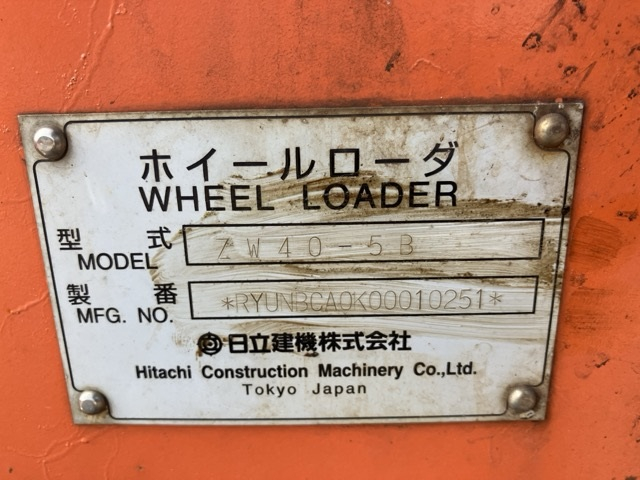 ホイールローダ
WHEEL LOADER
型式 ZW40-5B
MODEL
製番 *RYUNBCA0K00010251*
MFG. NO.
日立建機株式会社
Hitachi Construction Machinery Co.,Ltd.
Tokyo Japan